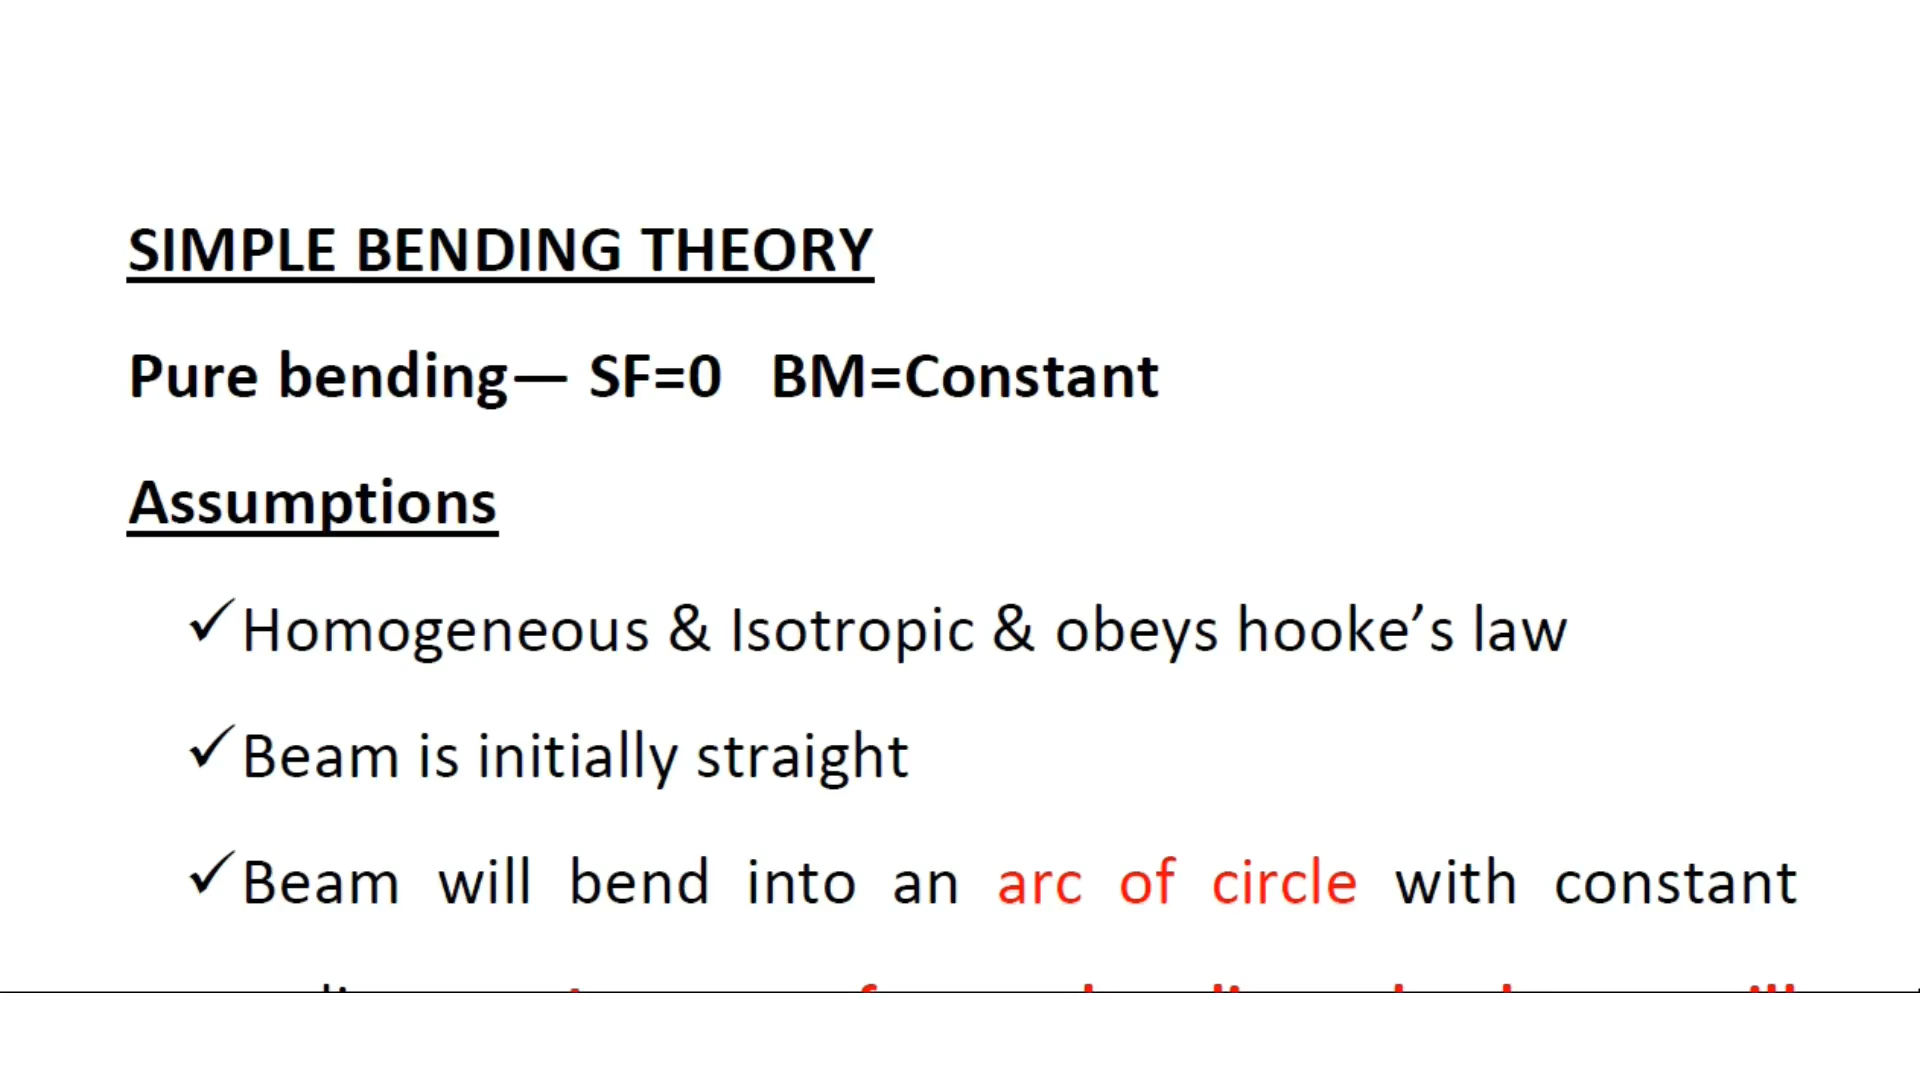 SIMPLE BENDING THEORY
Pure bending— SF=0 BM=Constant
Assumptions
✓Homogeneous & Isotropic & obeys hooke’s law
✓Beam is initially straight
✓Beam will bend into an arc of circle with constant